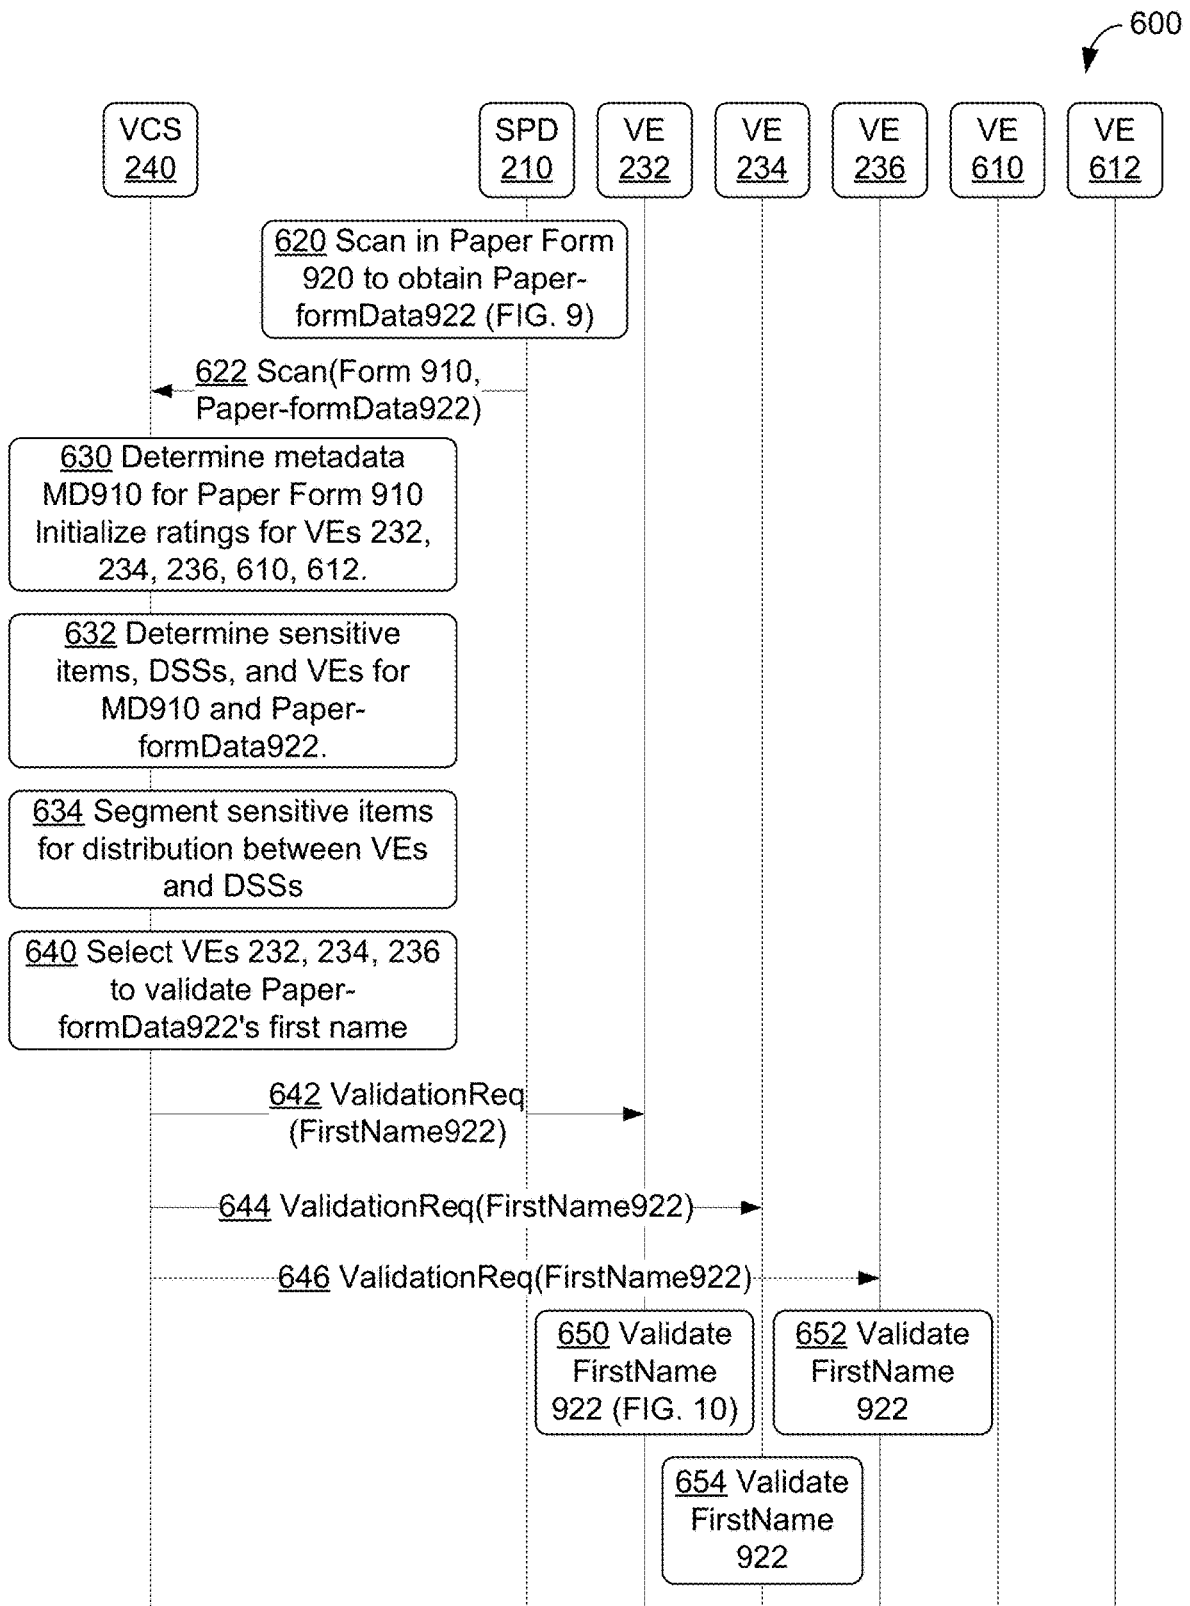 600
VCS
240
SPD
210
VE
232
VE
234
VE
236
VE
610
VE
612
620 Scan in Paper Form
920 to obtain Paper-
formData922 (FIG. 9)
622 Scan(Form 910,
Paper-formData922)
630 Determine metadata
MD910 for Paper Form 910
Initialize ratings for VEs 232,
234, 236, 610, 612.
632 Determine sensitive
items, DSSs, and VEs for
MD910 and Paper-
formData922.
634 Segment sensitive items
for distribution between VEs
and DSSs
640 Select VEs 232, 234, 236
to validate Paper-
formData922's first name
642 ValidationReq
(FirstName922)
644 ValidationReq(FirstName922)
646 ValidationReq(FirstName922)
650 Validate
FirstName
922 (FIG. 10)
652 Validate
FirstName
922
654 Validate
FirstName
922